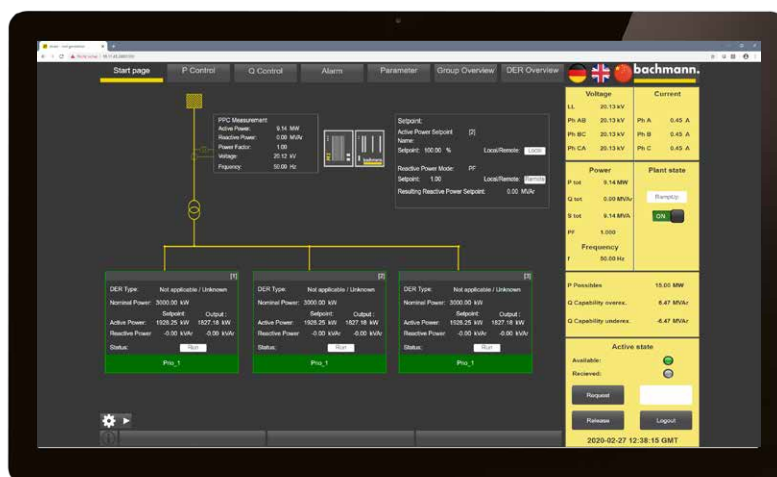 Start page
P Control
Q Control
Alarm
Parameter
Group Overview
DER Overview
bachmann.
PPC Measurement
Active Power: 9.14 MW
Reactive Power: 0.00 MVAr
Power Factor: 1.00
Voltage: 20.12 kV
Frquency: 50.00 Hz
Setpoint:
Active Power Setpoint [2]
Name:
Setpoint: 100.00 % Local/Remote: Local
Reactive Power Mode: PF
Setpoint: 1.00 Local/Remote: Remote
Resulting Reactive Power Setpoint: 0.00 MVAr
[1]
DER Type: Not applicable / Unknown
Nominal Power: 3000.00 kW
Setpoint: Output :
Active Power: 1928.25 kW 1827.18 kW
Reactive Power -0.00 kVAr -0.00 kVAr
Status: Run
Prio_1
[2]
DER Type: Not applicable / Unknown
Nominal Power: 3000.00 kW
Setpoint: Output :
Active Power: 1928.25 kW 1827.18 kW
Reactive Power -0.00 kVAr -0.00 kVAr
Status: Run
Prio_1
[3]
DER Type: Not applicable / Unknown
Nominal Power: 3000.00 kW
Setpoint: Output :
Active Power: 1928.25 kW 1827.18 kW
Reactive Power -0.00 kVAr -0.00 kVAr
Status: Run
Prio_1
Voltage Current
LL 20.13 kV
Ph AB 20.13 kV Ph A 0.45 A
Ph BC 20.13 kV Ph B 0.45 A
Ph CA 20.13 kV Ph C 0.45 A
Power Plant state
P tot 9.14 MW
Q tot 0.00 MVAr RampUp
S tot 9.14 MVA ON
PF 1.000
Frequency
f 50.00 Hz
P Possibles 15.00 MW
Q Capability overex. 6.47 MVAr
Q Capability underex. -6.47 MVAr
Active state
Available:
Recieved:
Request
Release Logout
2020-02-27 12:38:15 GMT